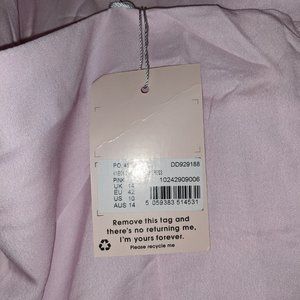 PO DD929188
PINK 10242909006
UK 14
EU 42
US 10
AUS 14
5 059383 514531
Remove this tag and
there's no returning me,
I'm yours forever.
Please recycle me